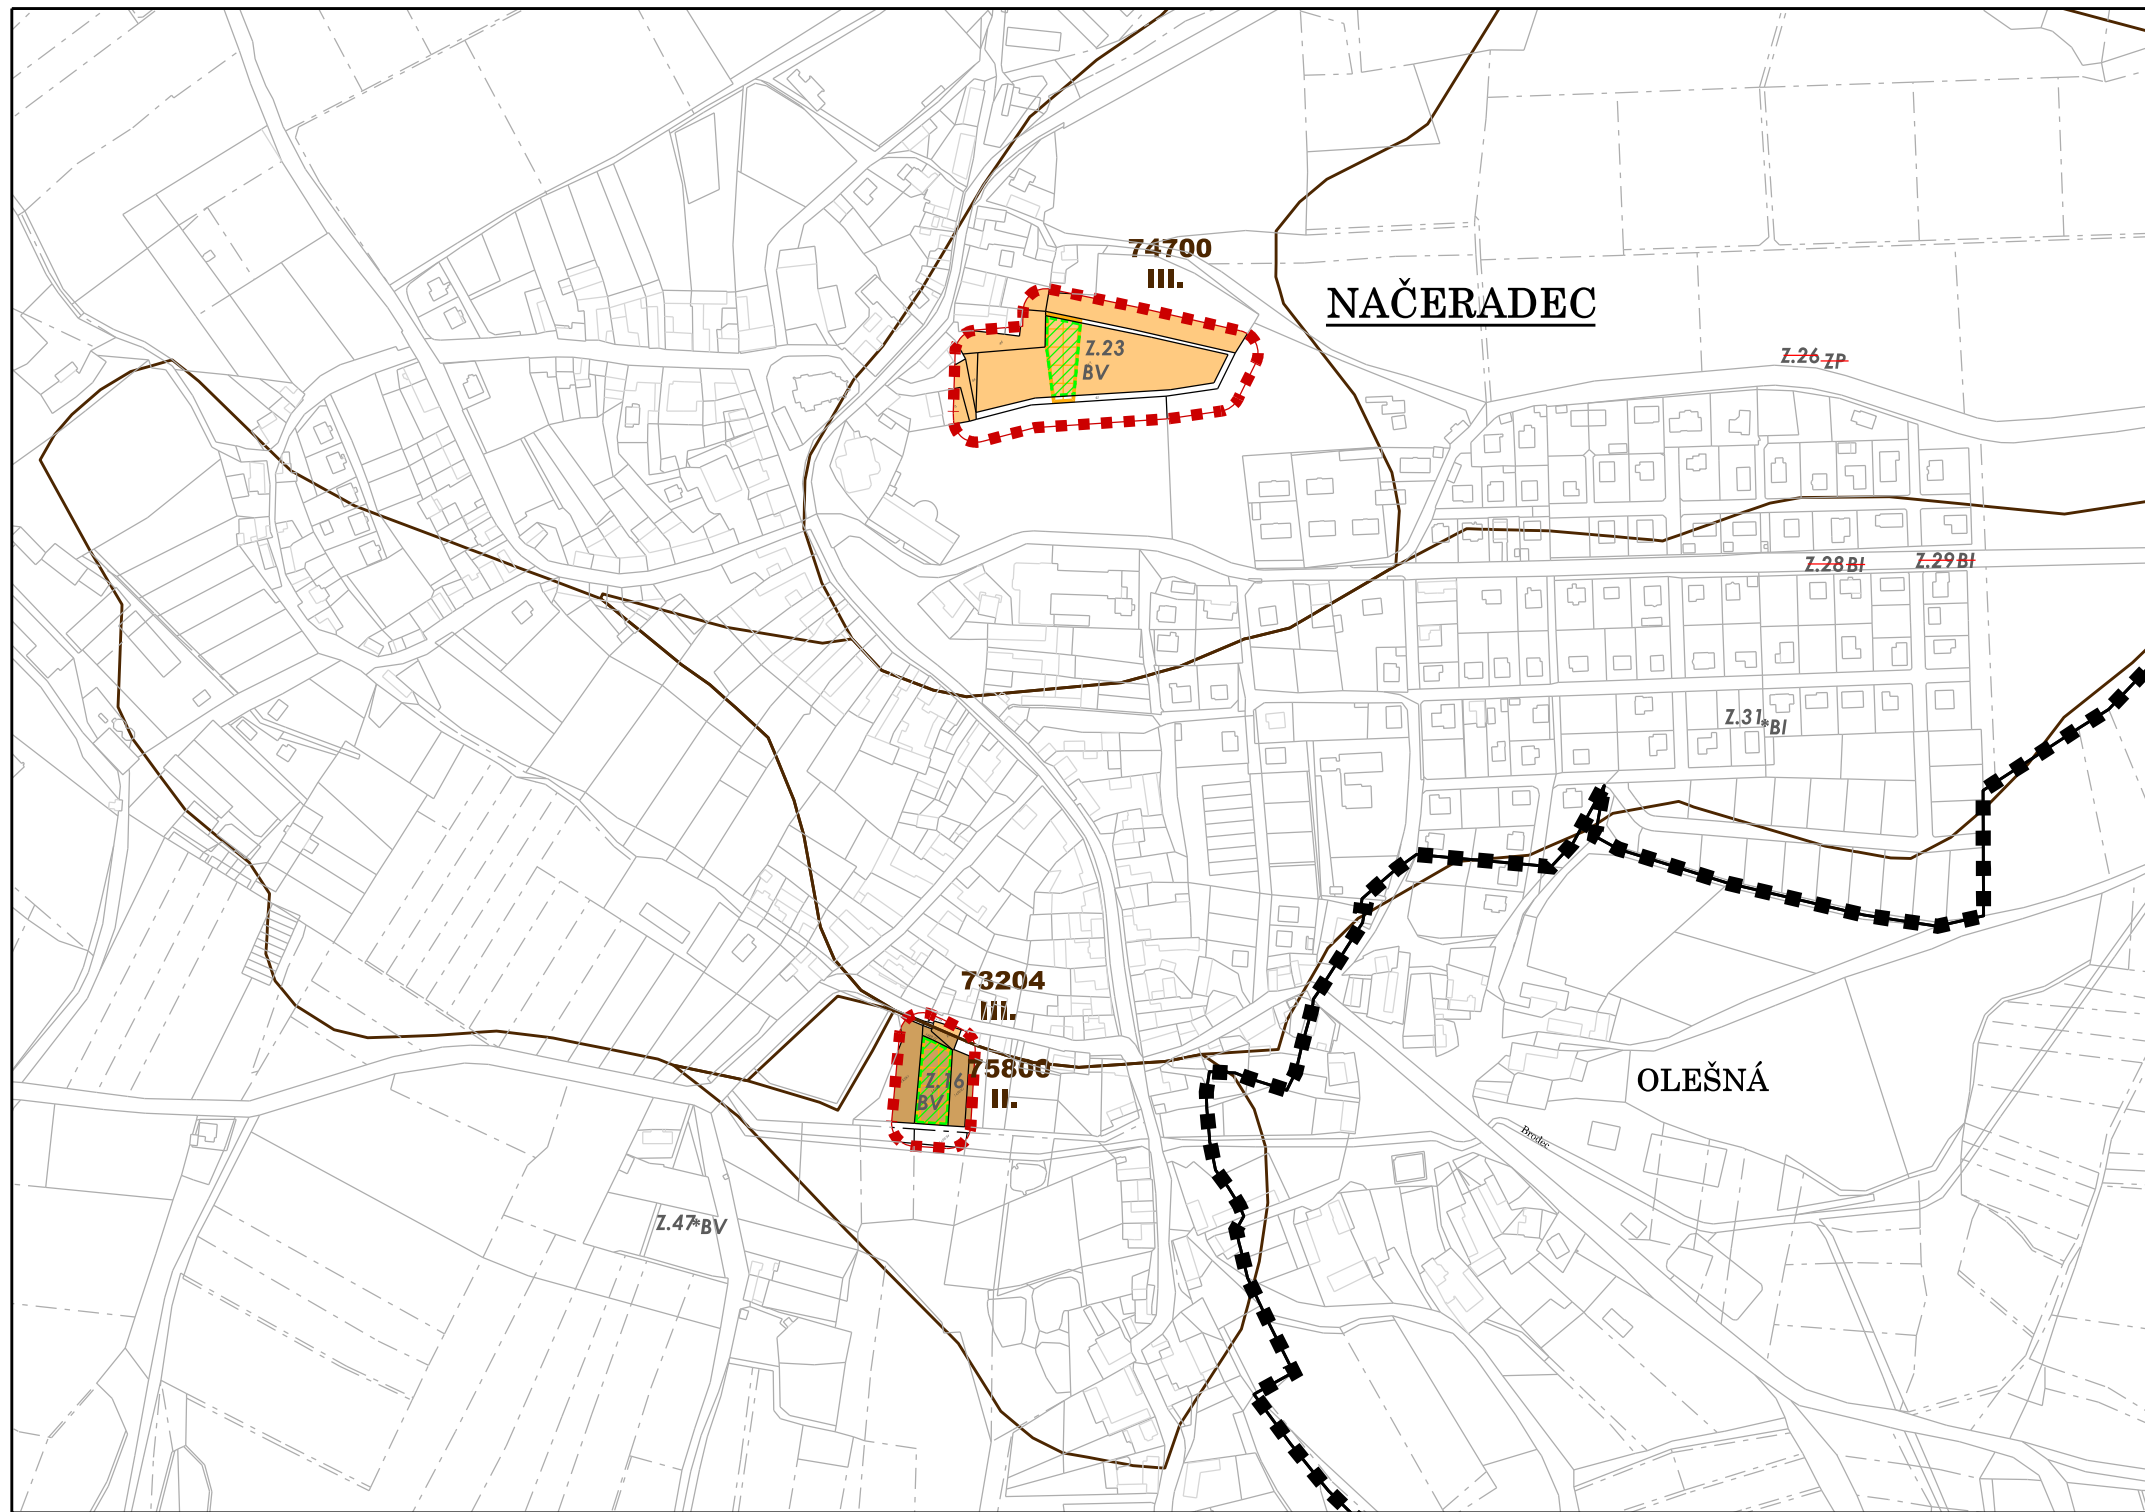 74700
III.
NAČERADEC
Z.23
BV
Z.26 ZP
Z.28 BI
Z.29 BI
Z.31*BI
73204
III.
75800
II.
Z.16
BV
OLEŠNÁ
Brodec
Z.47*BV